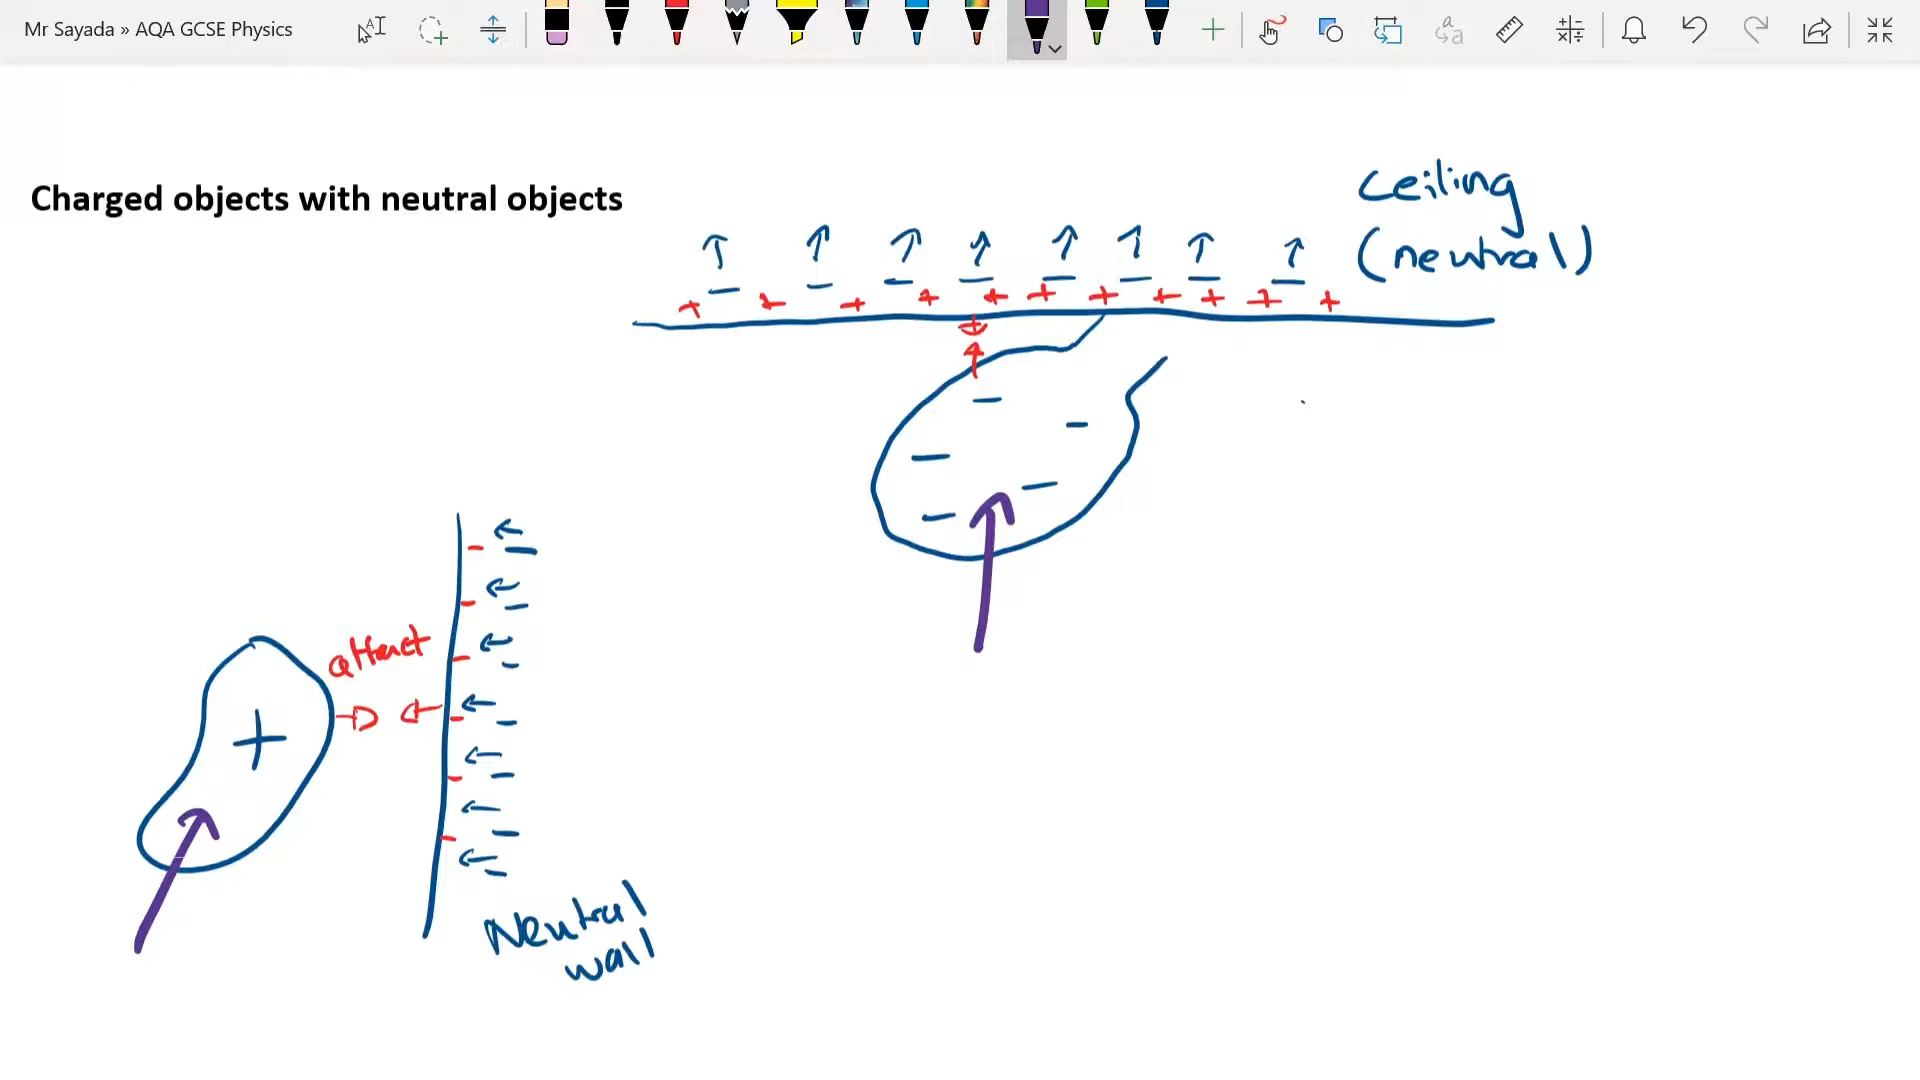 Mr Sayada » AQA GCSE Physics
Charged objects with neutral objects
ceiling
(neutral)
attract
Neutral
wall